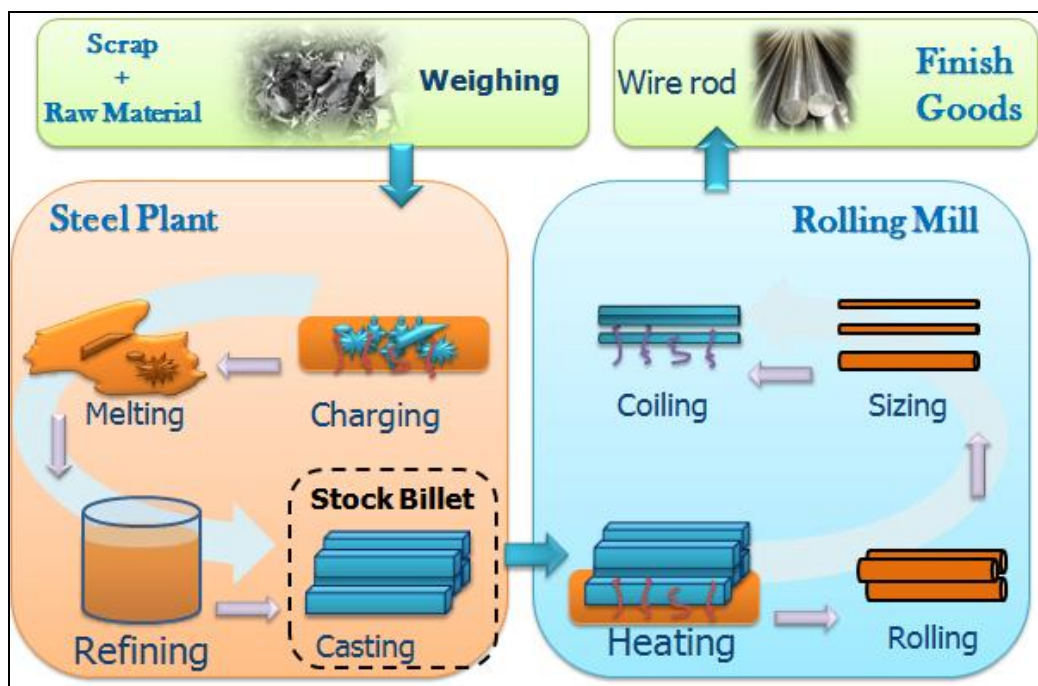 Scrap
+
Raw Material
Weighing
Wire rod
Finish
Goods
Steel Plant
Melting
Charging
Refining
Stock Billet
Casting
Rolling Mill
Coiling
Sizing
Heating
Rolling